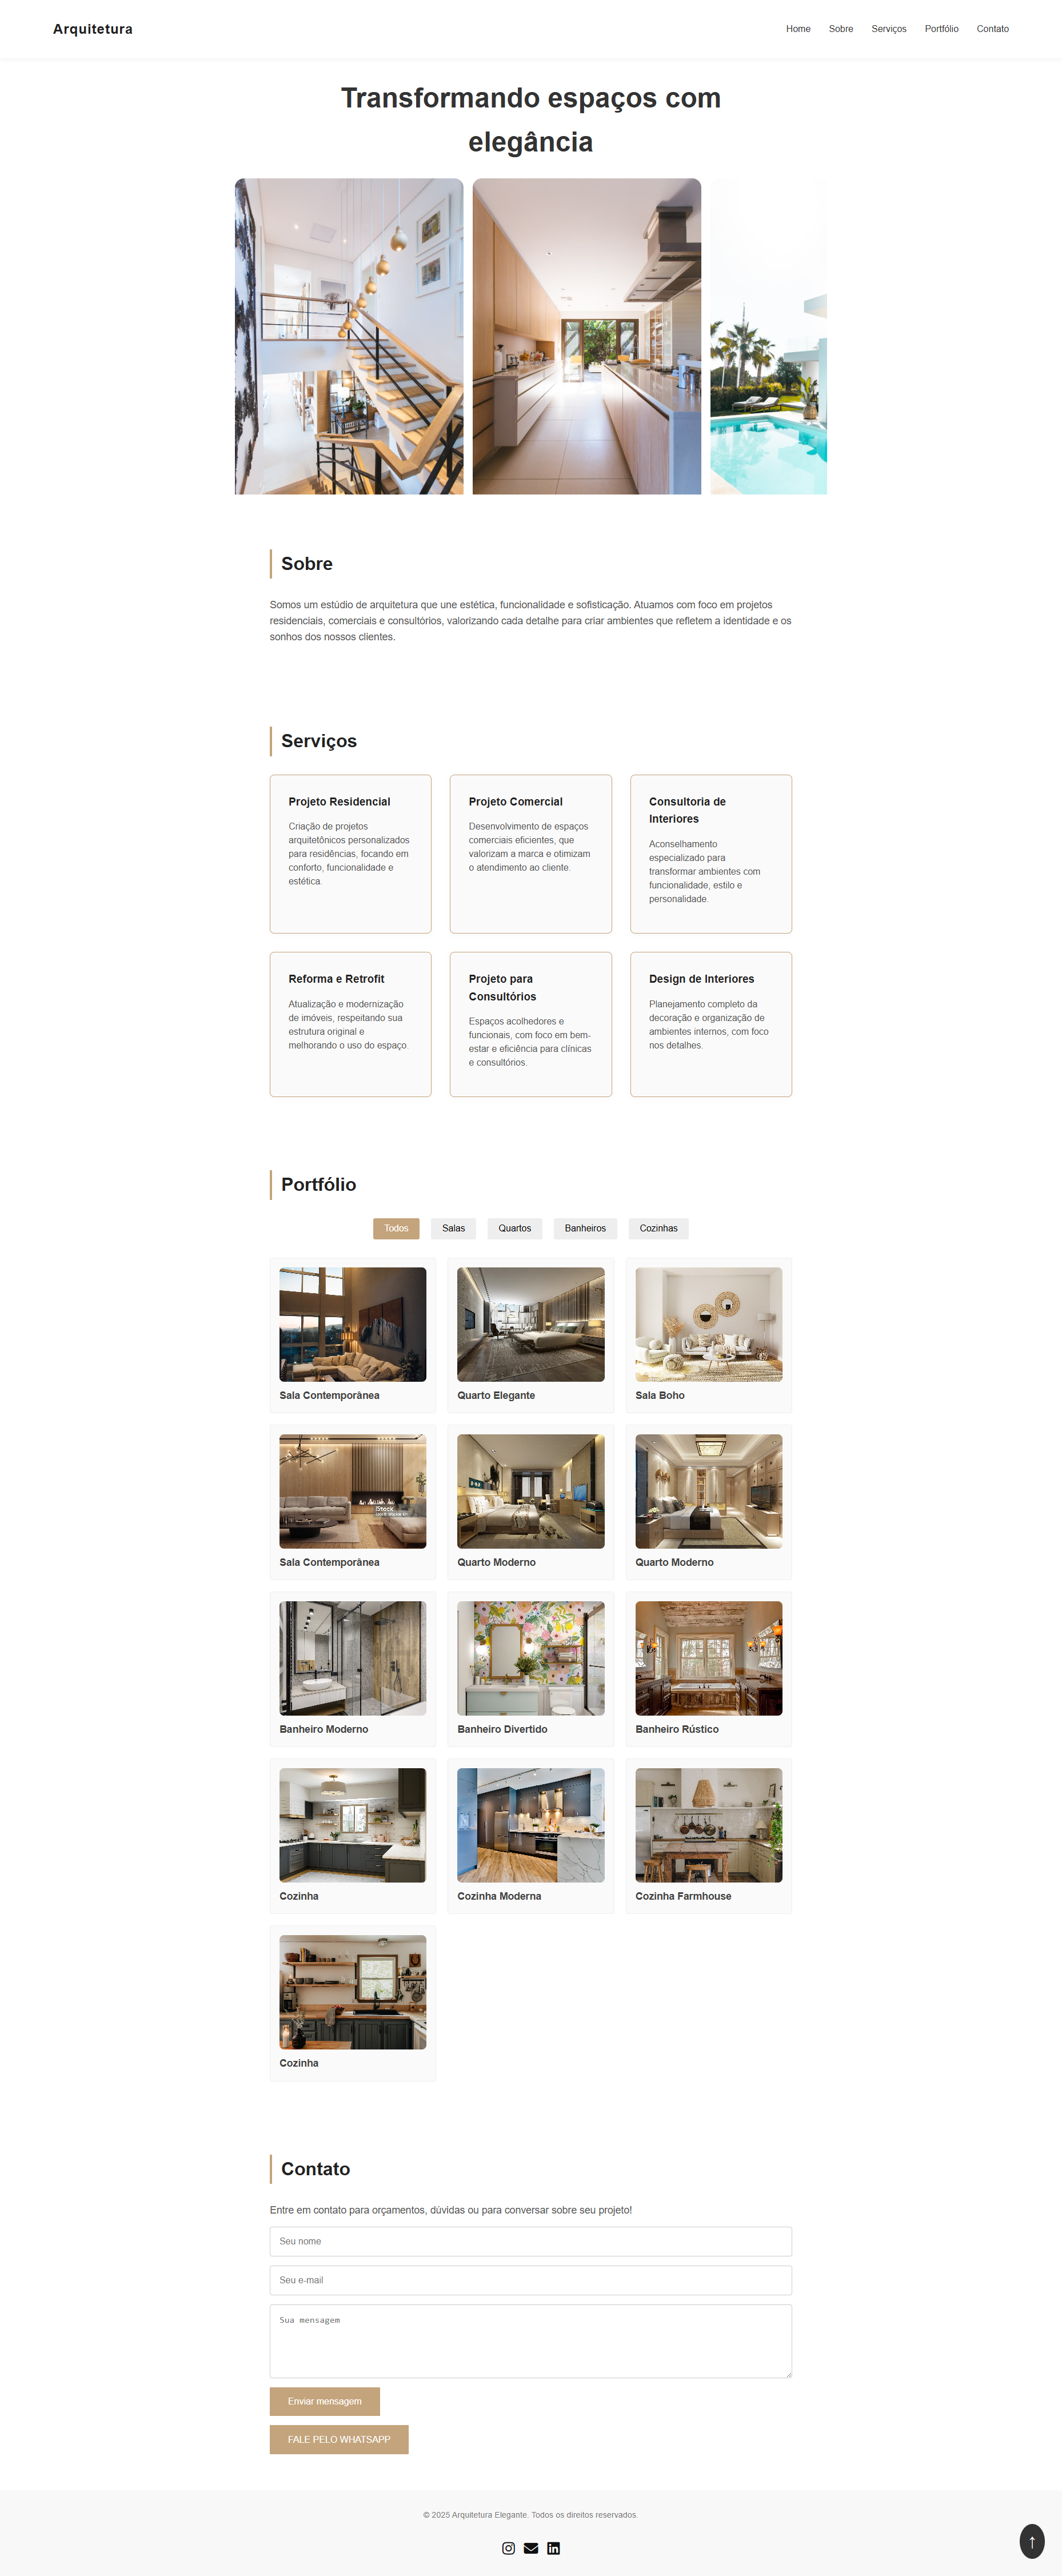 Arquitetura
Home Sobre Serviços Portfólio Contato
Transformando espaços com
elegância
Sobre
Somos um estúdio de arquitetura que une estética, funcionalidade e sofisticação. Atuamos com foco em projetos
residenciais, comerciais e consultórios, valorizando cada detalhe para criar ambientes que refletem a identidade e os
sonhos dos nossos clientes.
Serviços
Projeto Residencial
Criação de projetos
arquitetônicos personalizados
para residências, focando em
conforto, funcionalidade e
estética.
Projeto Comercial
Desenvolvimento de espaços
comerciais eficientes, que
valorizam a marca e otimizam
o atendimento ao cliente.
Consultoria de
Interiores
Aconselhamento
especializado para
transformar ambientes com
funcionalidade, estilo e
personalidade.
Reforma e Retrofit
Atualização e modernização
de imóveis, respeitando sua
estrutura original e
melhorando o uso do espaço.
Projeto para
Consultórios
Espaços acolhedores e
funcionais, com foco em bem-
estar e eficiência para clínicas
e consultórios.
Design de Interiores
Planejamento completo da
decoração e organização de
ambientes internos, com foco
nos detalhes.
Portfólio
Todos Salas Quartos Banheiros Cozinhas
Sala Contemporânea
Quarto Elegante
Sala Boho
iStock
Sala Contemporânea
Quarto Moderno
Quarto Moderno
Banheiro Moderno
Banheiro Divertido
Banheiro Rústico
Cozinha
Cozinha Moderna
Cozinha Farmhouse
Cozinha
Contato
Entre em contato para orçamentos, dúvidas ou para conversar sobre seu projeto!
Seu nome
Seu e-mail
Sua mensagem
Enviar mensagem
FALE PELO WHATSAPP
© 2025 Arquitetura Elegante. Todos os direitos reservados.
↑